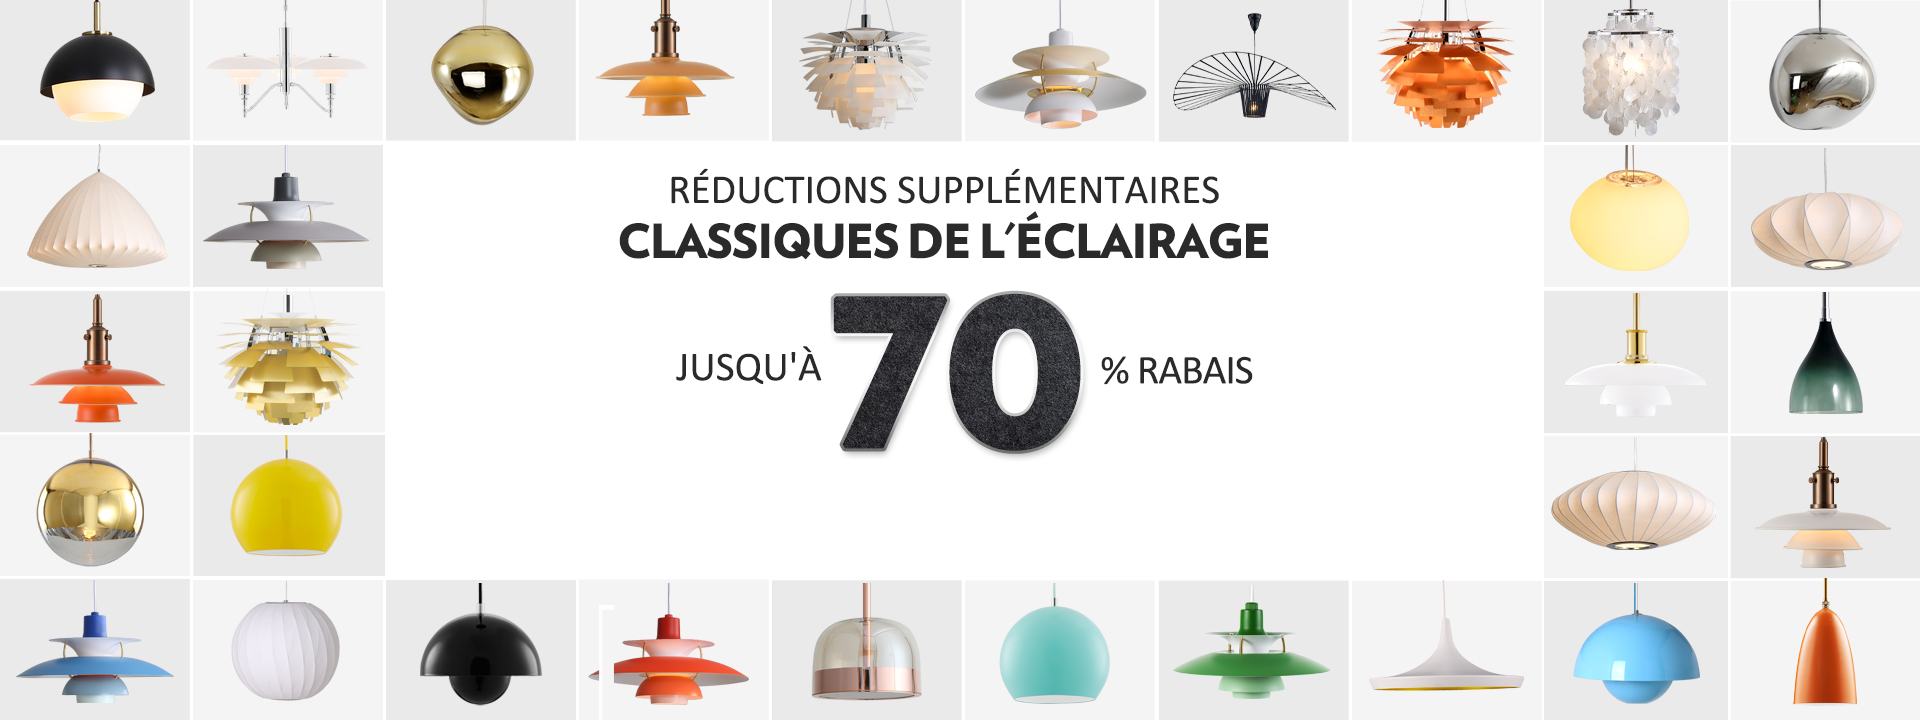 RÉDUCTIONS SUPPLÉMENTAIRES
CLASSIQUES DE L'ÉCLAIRAGE
JUSQU'À 70 % RABAIS